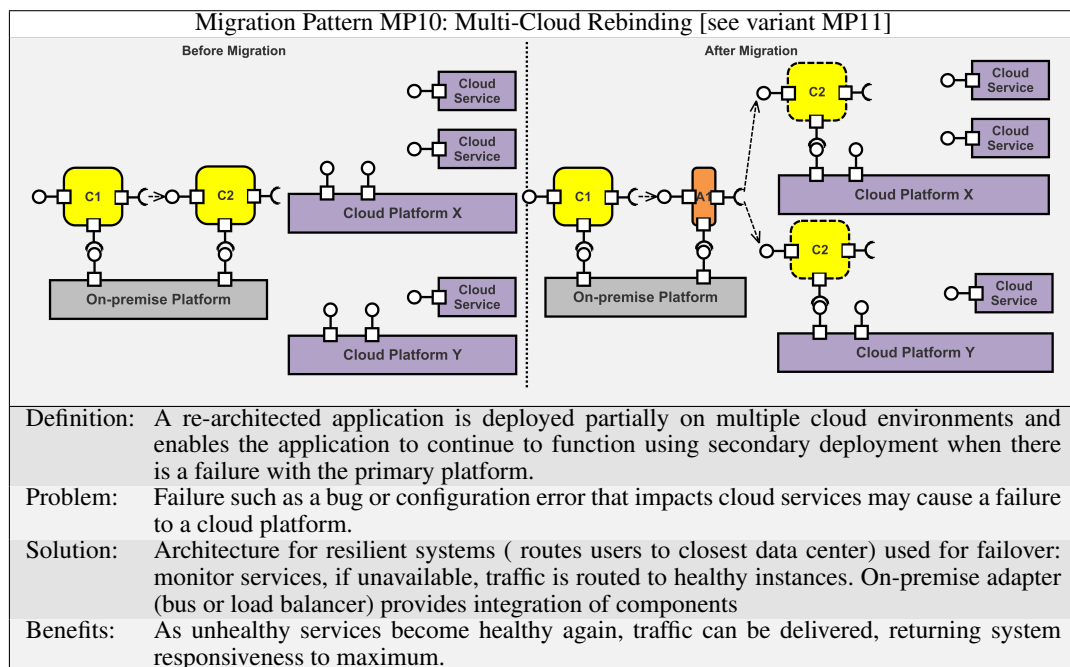 Migration Pattern MP10: Multi-Cloud Rebinding [see variant MP11]
Before Migration
Cloud
Service
Cloud
Service
C1
C2
Cloud Platform X
On-premise Platform
Cloud
Service
Cloud Platform Y
After Migration
C2
Cloud
Service
Cloud
Service
C1
A1
Cloud Platform X
C2
On-premise Platform
Cloud
Service
Cloud Platform Y
Definition: A re-architected application is deployed partially on multiple cloud environments and
enables the application to continue to function using secondary deployment when there
is a failure with the primary platform.
Problem: Failure such as a bug or configuration error that impacts cloud services may cause a failure
to a cloud platform.
Solution: Architecture for resilient systems ( routes users to closest data center) used for failover:
monitor services, if unavailable, traffic is routed to healthy instances. On-premise adapter
(bus or load balancer) provides integration of components
Benefits: As unhealthy services become healthy again, traffic can be delivered, returning system
responsiveness to maximum.